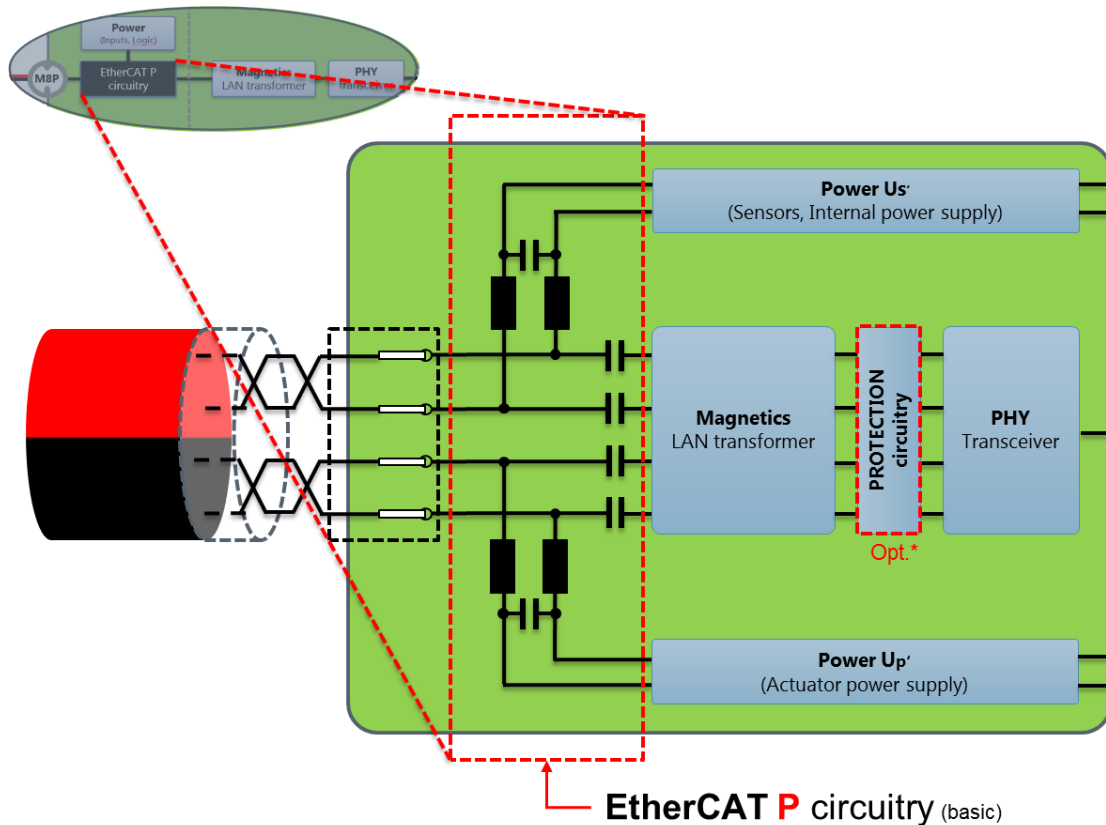 Power
(Inputs, Logic)
M8P
EtherCAT P
circuitry
Magnetics
LAN transformer
PHY
transceiver
Power Us'
(Sensors, Internal power supply)
Magnetics
LAN transformer
PROTECTION
circuitry
PHY
Transceiver
Opt.*
Power Up'
(Actuator power supply)
EtherCAT P circuitry (basic)